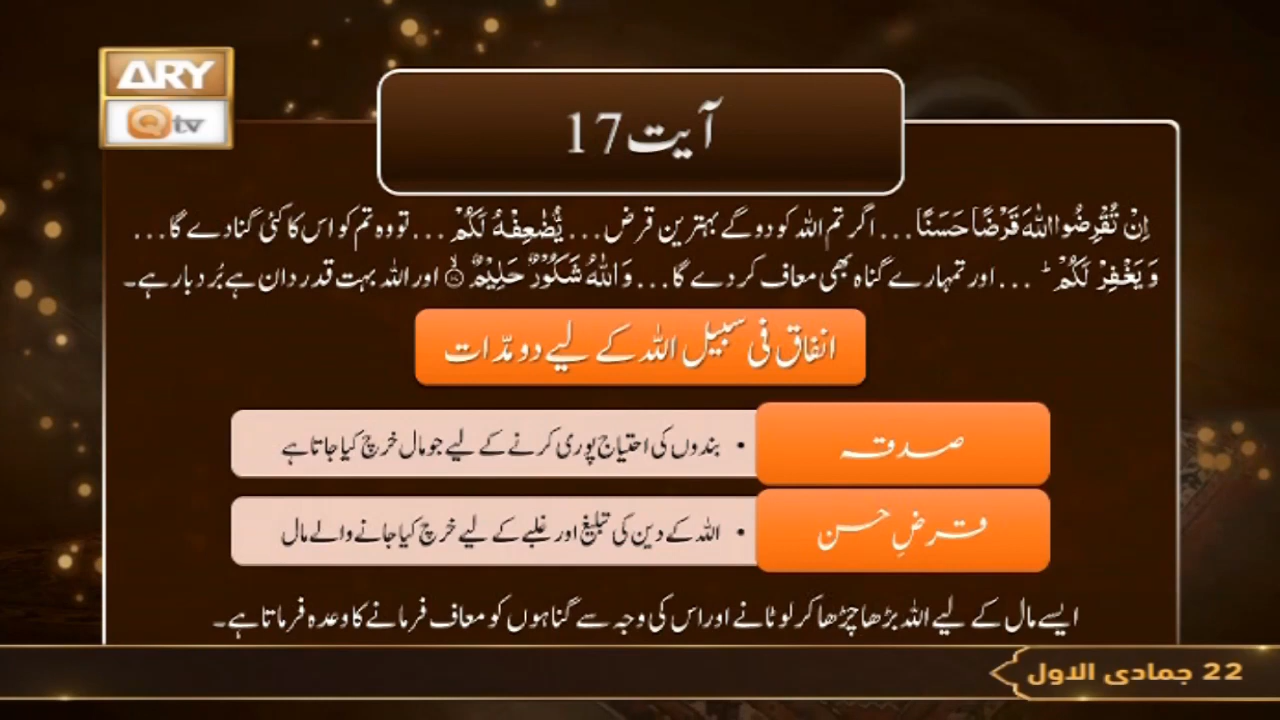 ARY
Qtv
آیت 17
اِنْ تُقْرِضُوا اللّٰهَ قَرْضًا حَسَنًا... اگر تم اللہ کو دو گے بہترین قرض... یُّضٰعِفْهُ لَكُمْ... تو وہ تم کو اس کا کئی گنا دے گا...
وَ یَغْفِرْ لَكُمْ ؕ ... اور تمہارے گناہ بھی معاف کر دے گا... وَ اللّٰهُ شَكُوْرٌ حَلِیْمٌ ۙ﴿۱۷﴾ اور اللہ بہت قدر دان ہے بُردبار ہے۔
انفاق فی سبیل اللہ کے لیے دو مدّات
صدقہ
• بندوں کی احتیاج پوری کرنے کے لیے جو مال خرچ کیا جاتا ہے
قرضِ حسن
• اللہ کے دین کی تبلیغ اور غلبے کے لیے خرچ کیا جانے والے مال
ایسے مال کے لیے اللہ بڑھا چڑھا کر لوٹانے اور اس کی وجہ سے گناہوں کو معاف فرمانے کا وعدہ فرماتا ہے۔
22 جمادی الاول